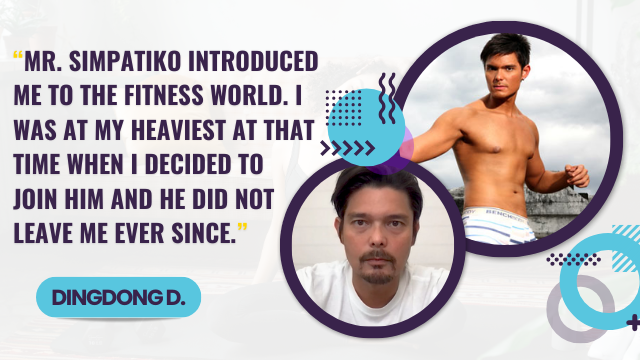 “MR. SIMPATIKO INTRODUCED
ME TO THE FITNESS WORLD. I
WAS AT MY HEAVIEST AT THAT
TIME WHEN I DECIDED TO
JOIN HIM AND HE DID NOT
LEAVE ME EVER SINCE.”
DINGDONG D.
BENCH